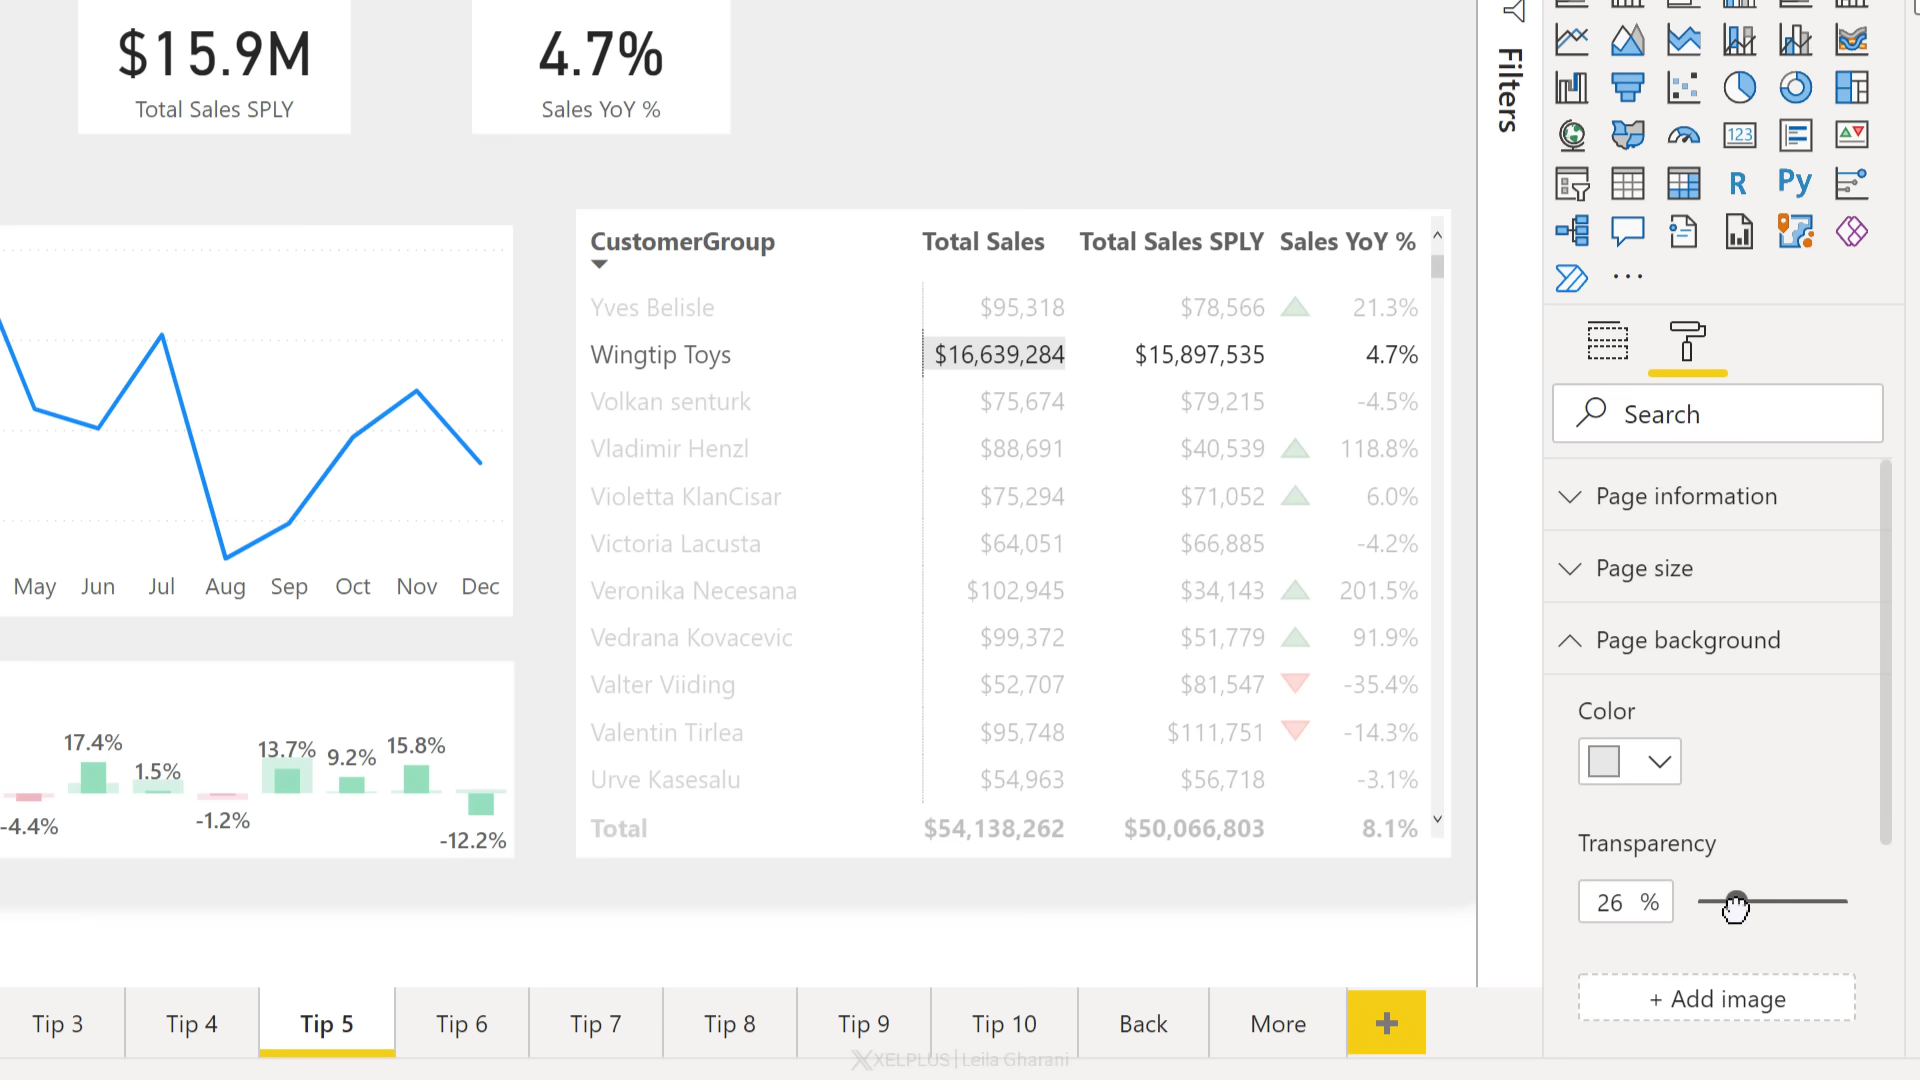 $15.9M
Total Sales SPLY
4.7%
Sales YoY %
Filters
123
R
Py
May Jun Jul Aug Sep Oct Nov Dec
17.4%
1.5%
13.7%
9.2%
15.8%
-4.4%
-1.2%
-12.2%
CustomerGroup Total Sales Total Sales SPLY Sales YoY %
Yves Belisle $95,318 $78,566 21.3%
Wingtip Toys $16,639,284 $15,897,535 4.7%
Volkan senturk $75,674 $79,215 -4.5%
Vladimir Henzl $88,691 $40,539 118.8%
Violetta KlanCisar $75,294 $71,052 6.0%
Victoria Lacusta $64,051 $66,885 -4.2%
Veronika Necesana $102,945 $34,143 201.5%
Vedrana Kovacevic $99,372 $51,779 91.9%
Valter Viiding $52,707 $81,547 -35.4%
Valentin Tirlea $95,748 $111,751 -14.3%
Urve Kasesalu $54,963 $56,718 -3.1%
Total $54,138,262 $50,066,803 8.1%
Search
Page information
Page size
Page background
Color
Transparency
26 %
+ Add image
Tip 3 Tip 4 Tip 5 Tip 6 Tip 7 Tip 8 Tip 9 Tip 10 Back More +
XELPLUS | Leila Gharani